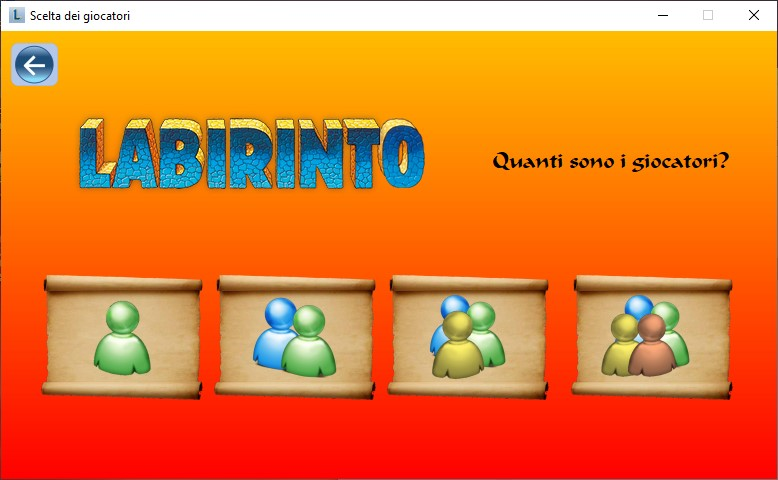 L Scelta dei giocatori
LABIRINTO
Quanti sono i giocatori?